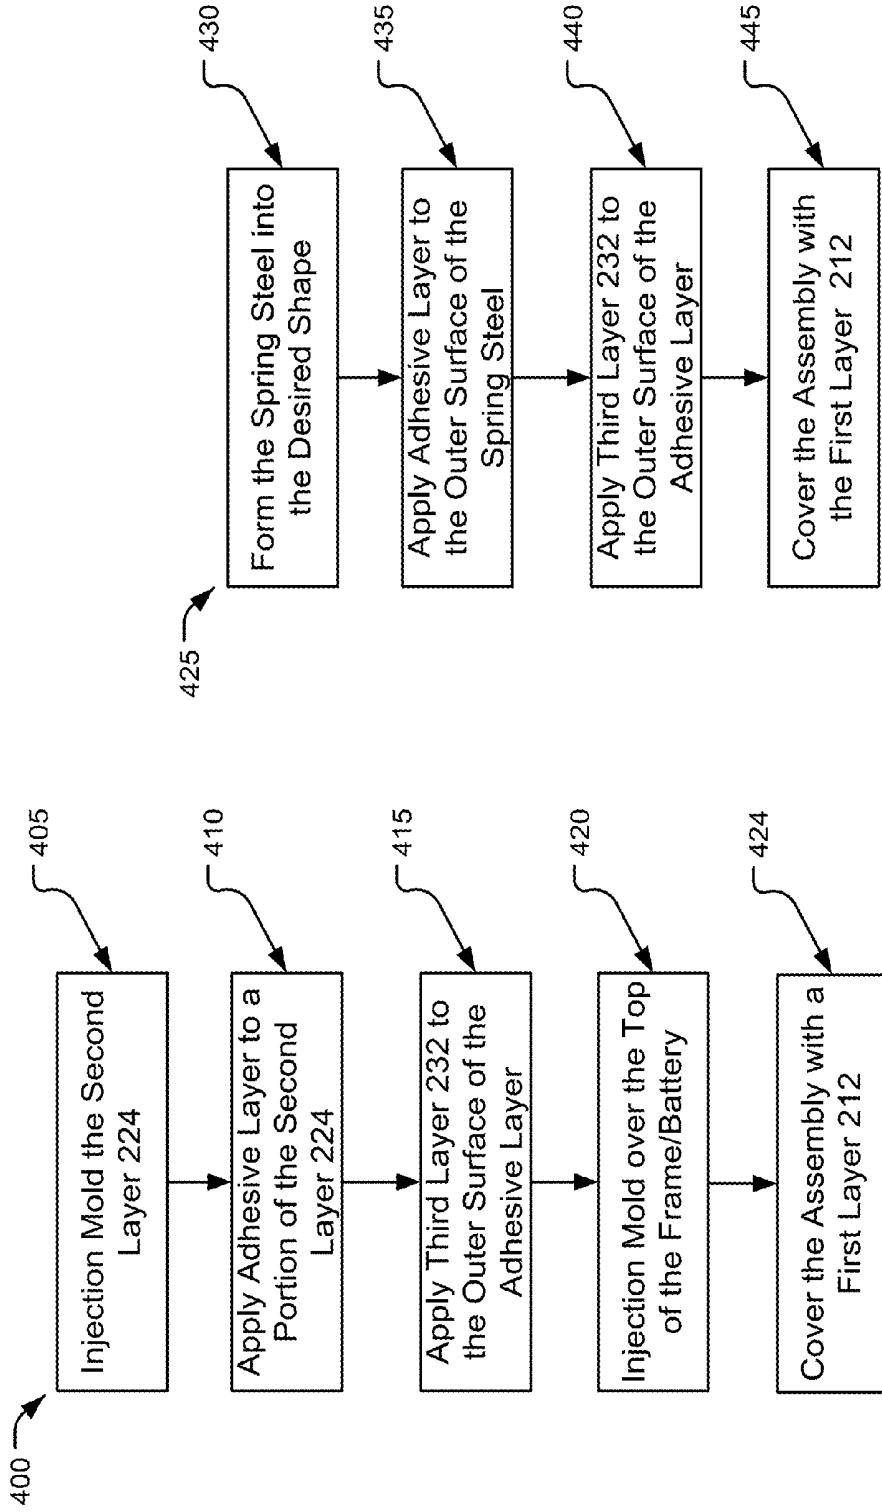 400
405
Injection Mold the Second
Layer 224
410
Apply Adhesive Layer to a
Portion of the Second
Layer 224
415
Apply Third Layer 232 to
the Outer Surface of the
Adhesive Layer
420
Injection Mold over the Top
of the Frame/Battery
424
Cover the Assembly with a
First Layer 212
425
430
Form the Spring Steel into
the Desired Shape
435
Apply Adhesive Layer to
the Outer Surface of the
Spring Steel
440
Apply Third Layer 232 to
the Outer Surface of the
Adhesive Layer
445
Cover the Assembly with
the First Layer 212